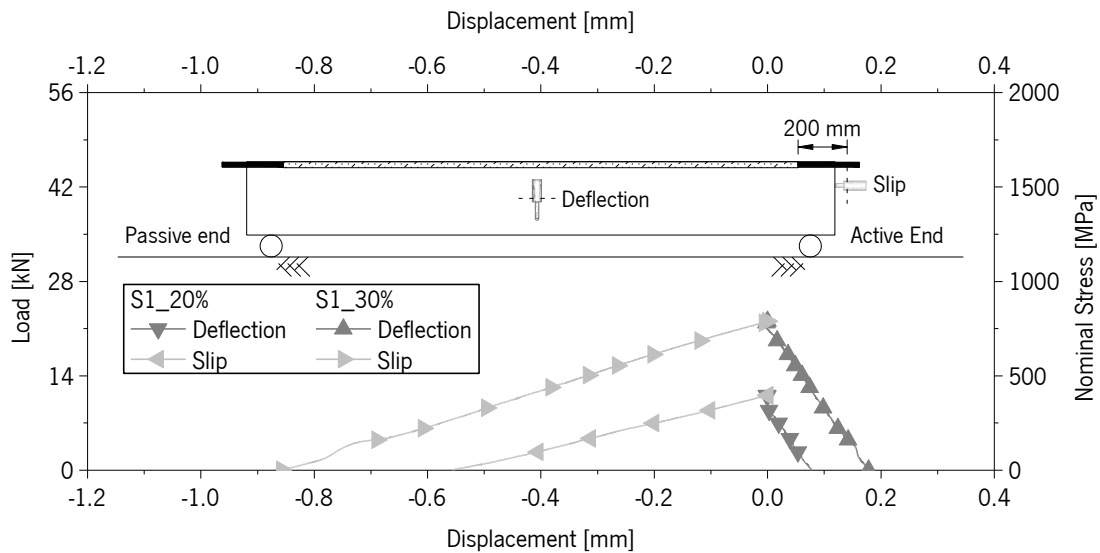 Displacement [mm]
-1.2 -1.0 -0.8 -0.6 -0.4 -0.2 0.0 0.2 0.4
56 2000
200 mm
42 Slip 1500
Deflection
Passive end Active End
Load [kN]
Nominal Stress [MPa]
28 1000
S1_20% S1_30%
Deflection Deflection
Slip Slip
14 500
0 0
-1.2 -1.0 -0.8 -0.6 -0.4 -0.2 0.0 0.2 0.4
Displacement [mm]